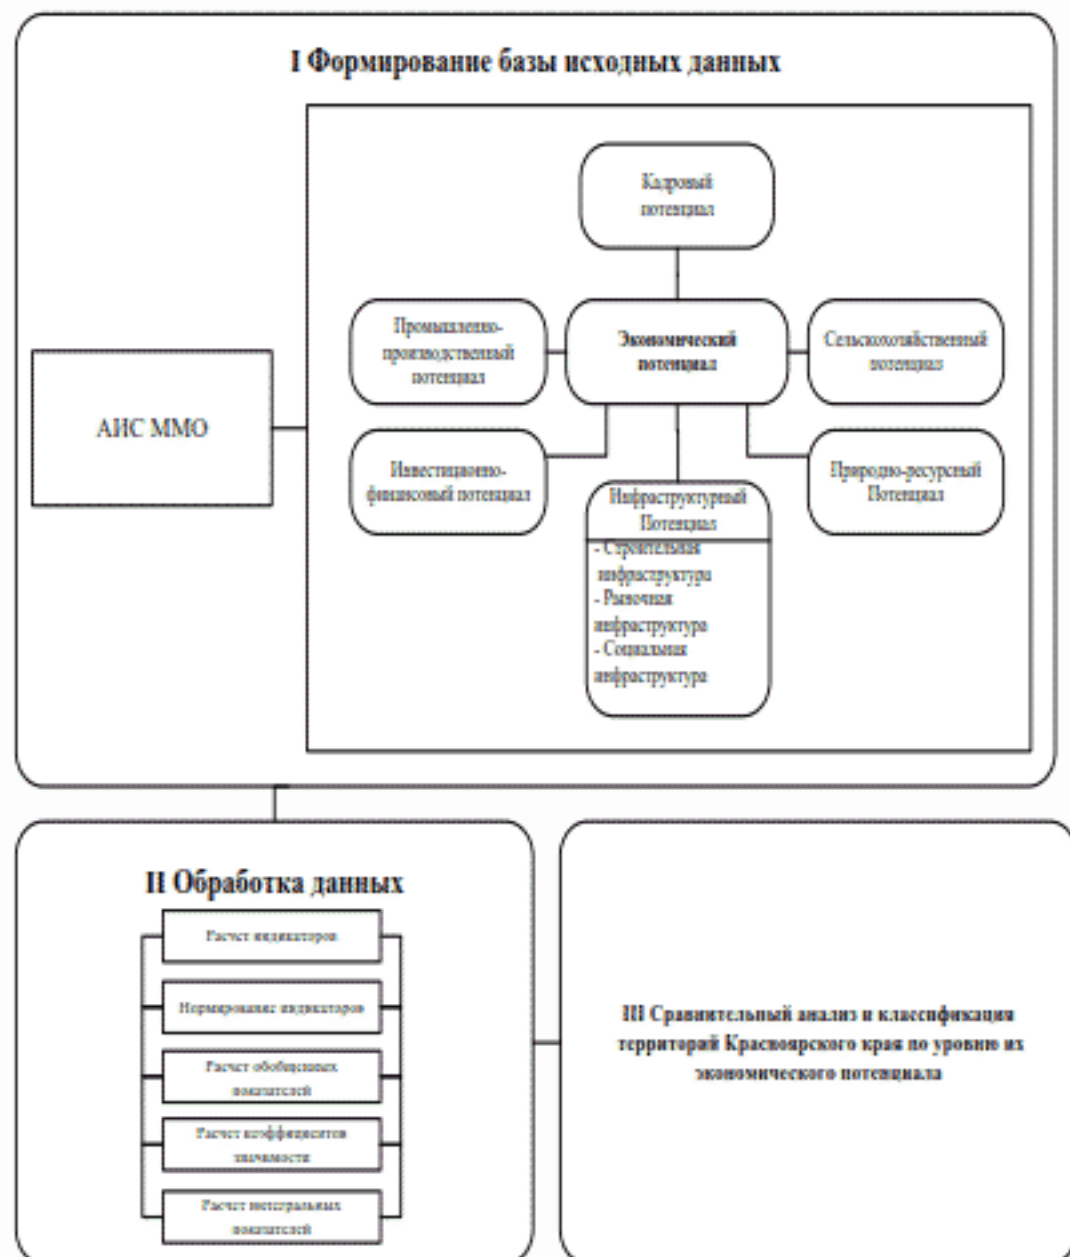 I Формирование базы исходных данных
Кадровый
потенциал
Промышленно-
производственный
потенциал
Экономический
потенциал
Сельскохозяйственный
потенциал
АИС ММО
Инвестиционно-
финансовый потенциал
Природно-ресурсный
Потенциал
Инфраструктурный
Потенциал
- Строительная
инфраструктура
- Рыночная
инфраструктура
- Социальная
инфраструктура
II Обработка данных
Расчет индикаторов
Нормирование индикаторов
Расчет обобщенных
показателей
Расчет коэффициентов
значимости
Расчет интегральных
показателей
III Сравнительный анализ и классификация
территорий Красноярского края по уровню их
экономического потенциала